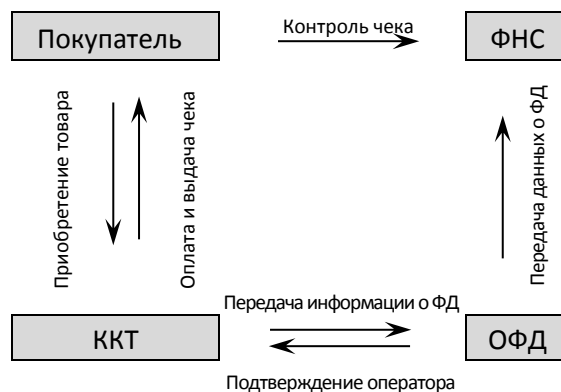 Покупатель
Контроль чека
ФНС
Приобретение товара
Оплата и выдача чека
Передача данных о ФД
Передача информации о ФД
ККТ
ОФД
Подтверждение оператора